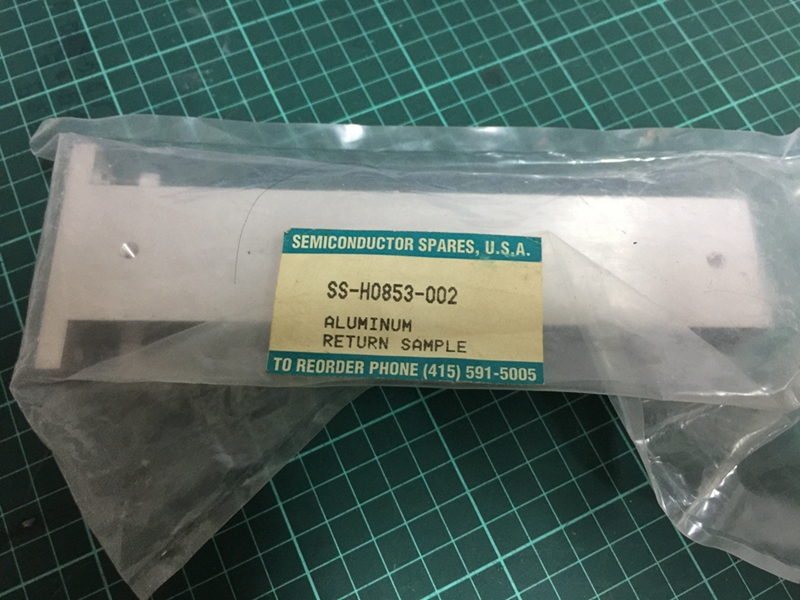 SEMICONDUCTOR SPARES, U.S.A.
SS-H0853-002
ALUMINUM
RETURN SAMPLE
TO REORDER PHONE (415) 591-5005